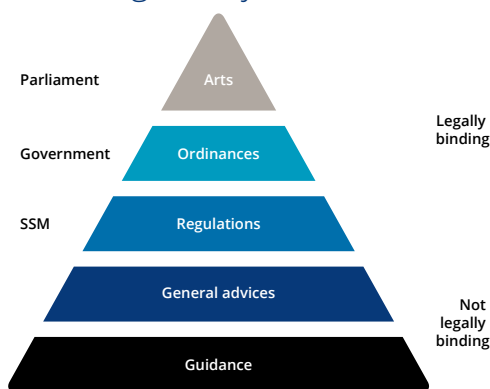 Parliament
Arts
Legally
binding
Government
Ordinances
SSM
Regulations
General advices
Not
legally
binding
Guidance